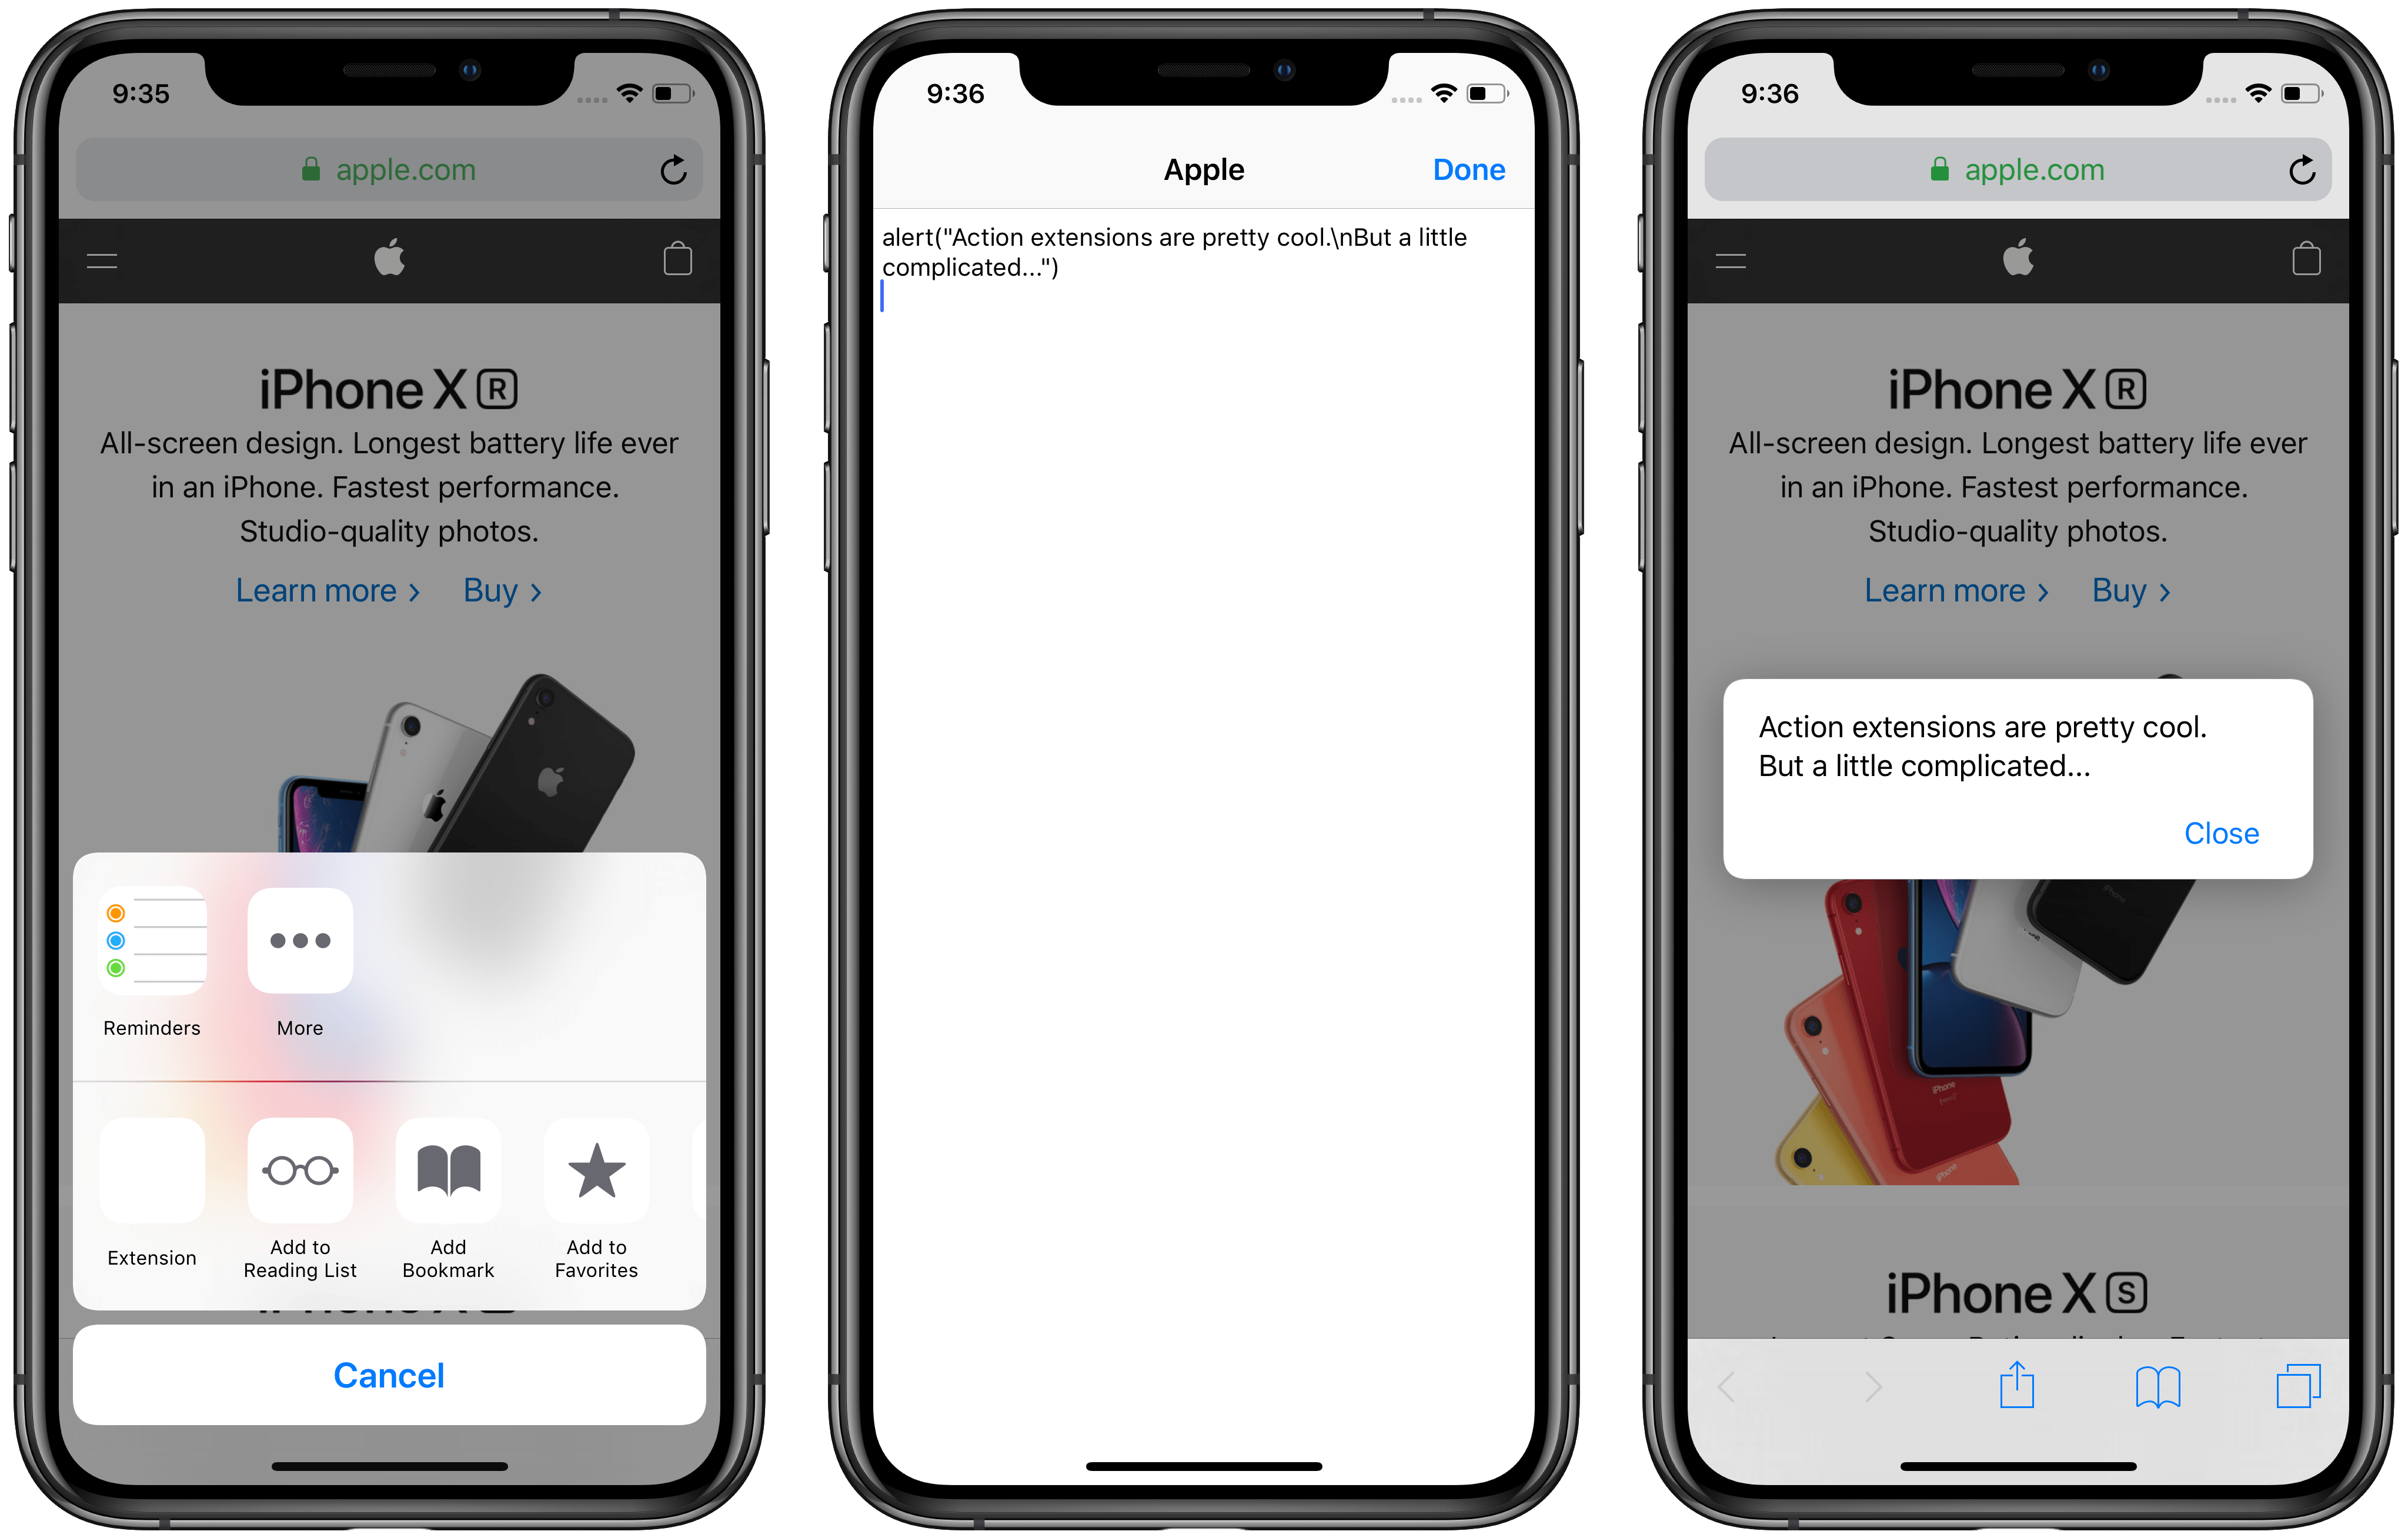 9:35
apple.com
iPhone X R
All-screen design. Longest battery life ever
in an iPhone. Fastest performance.
Studio-quality photos.
Learn more › Buy ›
Reminders
More
Extension
Add to
Reading List
Add
Bookmark
Add to
Favorites
Cancel
9:36
Apple
Done
alert("Action extensions are pretty cool.\nBut a little
complicated...")
9:36
apple.com
iPhone X R
All-screen design. Longest battery life ever
in an iPhone. Fastest performance.
Studio-quality photos.
Learn more › Buy ›
Action extensions are pretty cool.
But a little complicated...
Close
iPhone
iPhone
iPhone
iPhone X S